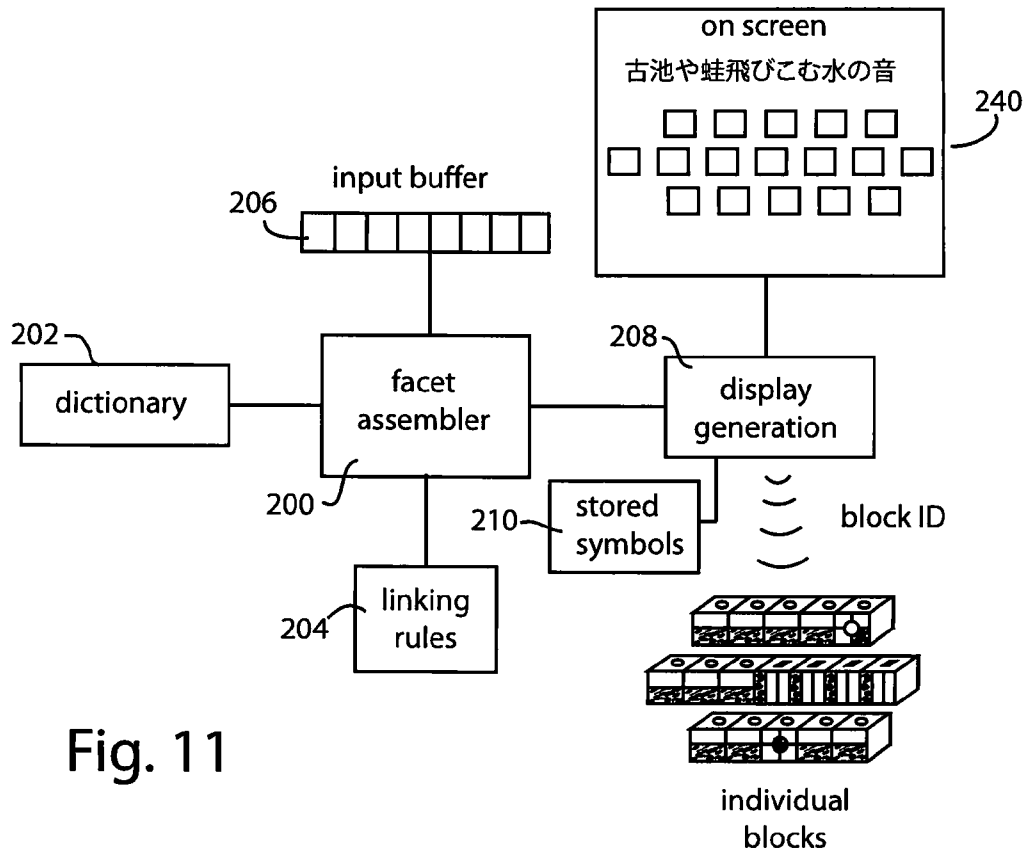 on screen
古池や蛙飛びこむ水の音
240
input buffer
206
202
dictionary
facet
assembler
200
208
display
generation
210
stored
symbols
block ID
204
linking
rules
Fig. 11
individual
blocks